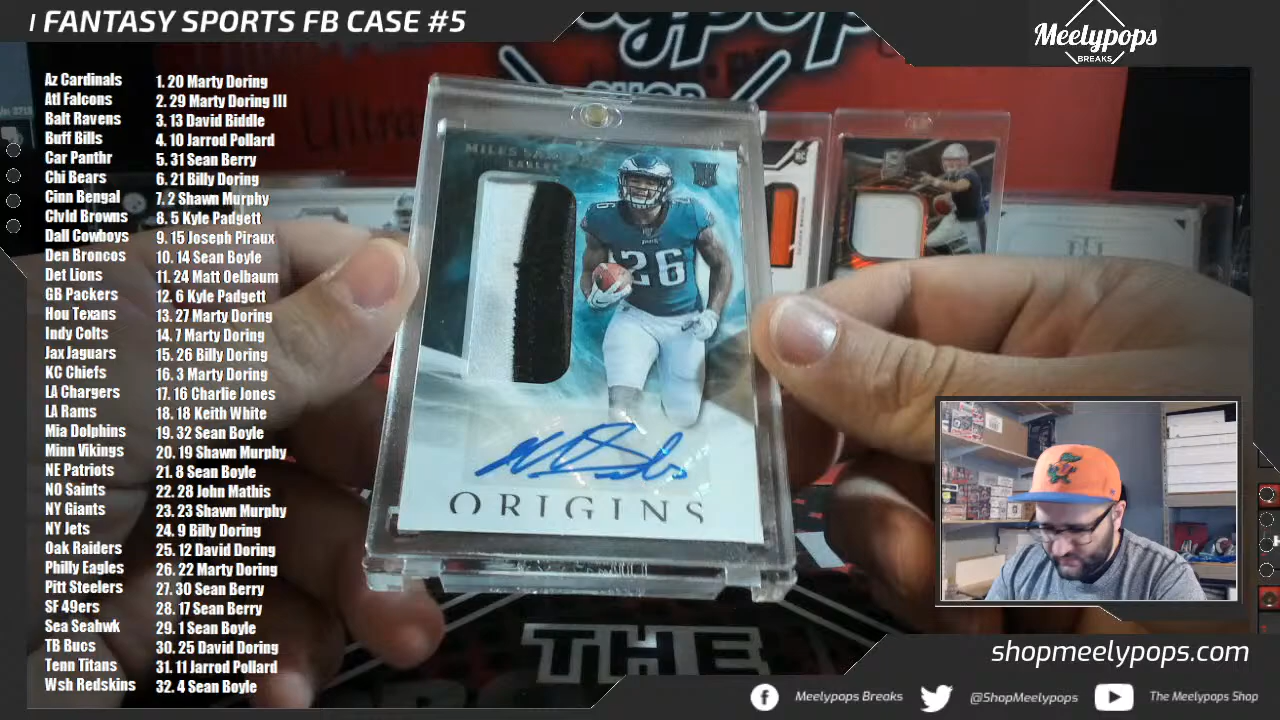 FANTASY SPORTS FB CASE #5
Meelypops
BREAKS
Az Cardinals 1. 20 Marty Doring
Atl Falcons 2. 29 Marty Doring III
Balt Ravens 3. 13 David Biddle
Buff Bills 4. 10 Jarrod Pollard
Car Panthr 5. 31 Sean Berry
Chi Bears 6. 21 Billy Doring
Cinn Bengal 7. 2 Shawn Murphy
Clvld Browns 8. 5 Kyle Padgett
Dall Cowboys 9. 15 Joseph Piraux
Den Broncos 10. 14 Sean Boyle
Det Lions 11. 24 Matt Oelbaum
GB Packers 12. 6 Kyle Padgett
Hou Texans 13. 27 Marty Doring
Indy Colts 14. 7 Marty Doring
Jax Jaguars 15. 26 Billy Doring
KC Chiefs 16. 3 Marty Doring
LA Chargers 17. 16 Charlie Jones
LA Rams 18. 18 Keith White
Mia Dolphins 19. 32 Sean Boyle
Minn Vikings 20. 19 Shawn Murphy
NE Patriots 21. 8 Sean Boyle
NO Saints 22. 28 John Mathis
NY Giants 23. 23 Shawn Murphy
NY Jets 24. 9 Billy Doring
Oak Raiders 25. 12 David Doring
Philly Eagles 26. 22 Marty Doring
Pitt Steelers 27. 30 Sean Berry
SF 49ers 28. 17 Sean Berry
Sea Seahwk 29. 1 Sean Boyle
TB Bucs 30. 25 David Doring
Tenn Titans 31. 11 Jarrod Pollard
Wsh Redskins 32. 4 Sean Boyle
SHOP
MILES
26
ORIGINS
THE
shopmeelypops.com
Meelypops Breaks
@ShopMeelypops
The Meelypops Shop